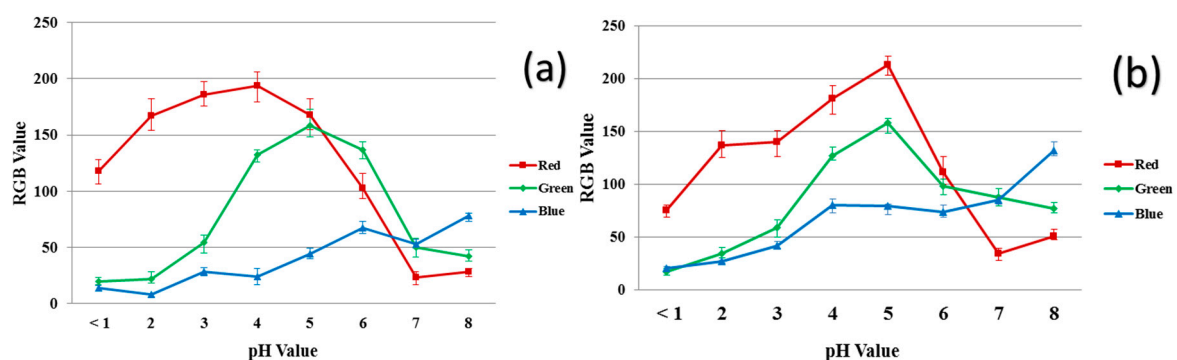 250
200
150
100
50
0
RGB Value
(a)
Red
Green
Blue
< 1 2 3 4 5 6 7 8
pH Value
250
200
150
100
50
0
RGB Value
(b)
Red
Green
Blue
< 1 2 3 4 5 6 7 8
pH Value